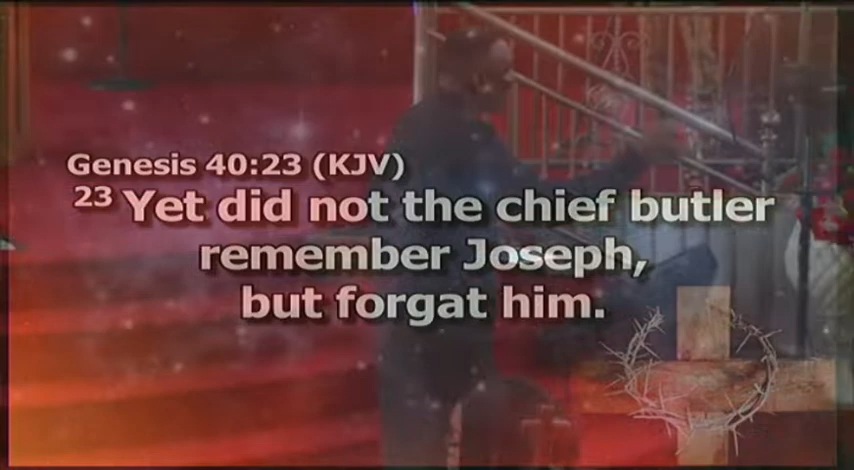 Genesis 40:23 (KJV)
23 Yet did not the chief butler
remember Joseph,
but forgat him.